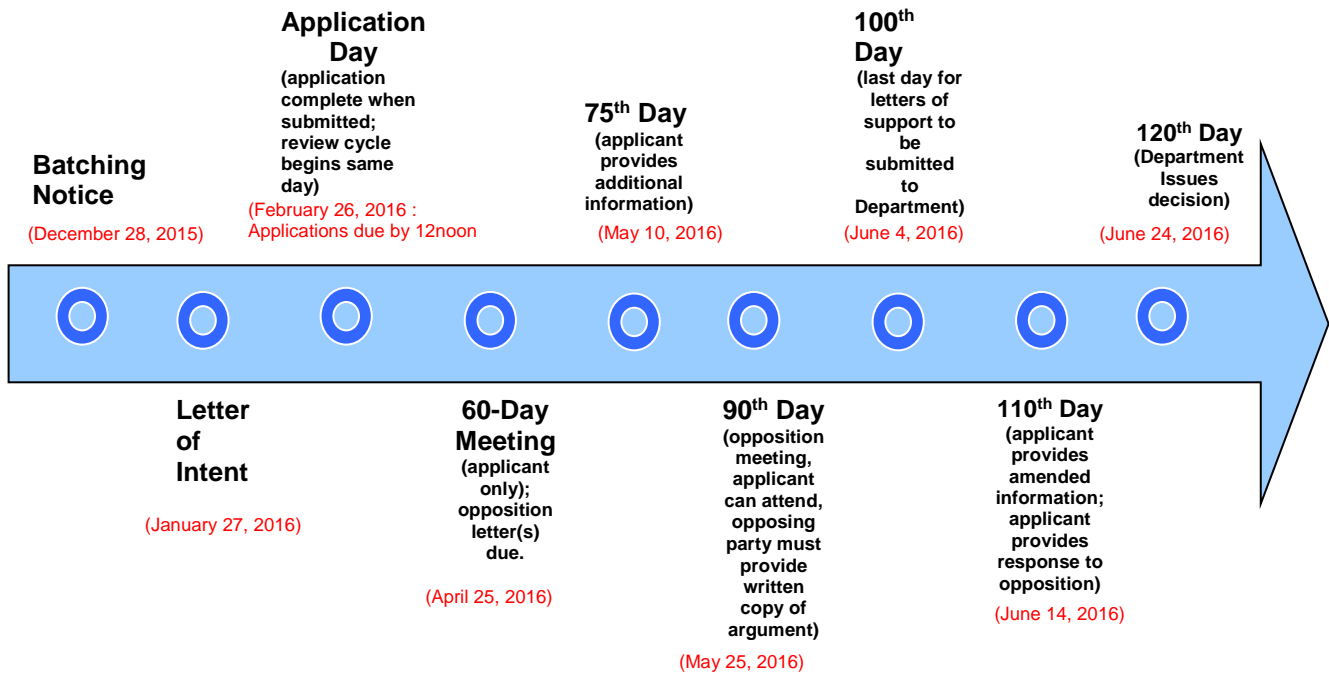 Batching
Notice
(December 28, 2015)
Letter
of
Intent
(January 27, 2016)
Application
Day
(application
complete when
submitted;
review cycle
begins same
day)
(February 26, 2016 :
Applications due by 12noon
60-Day
Meeting
(applicant
only);
opposition
letter(s)
due.
(April 25, 2016)
75th Day
(applicant
provides
additional
information)
(May 10, 2016)
90th Day
(opposition
meeting,
applicant
can attend,
opposing
party must
provide
written
copy of
argument)
(May 25, 2016)
100th
Day
(last day for
letters of
support to
be
submitted
to
Department)
(June 4, 2016)
110th Day
(applicant
provides
amended
information;
applicant
provides
response to
opposition)
(June 14, 2016)
120th Day
(Department
Issues
decision)
(June 24, 2016)